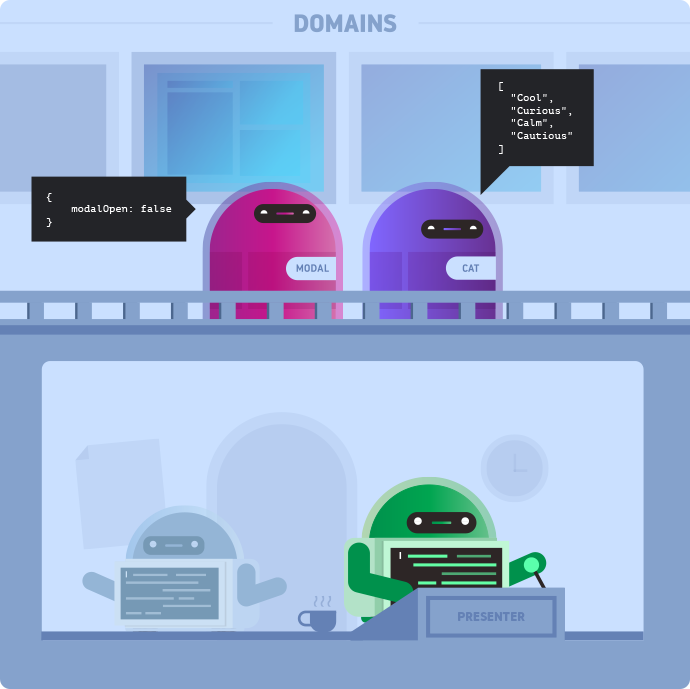 DOMAINS
[
"Cool",
"Curious",
"Calm",
"Cautious"
]
{
modalOpen: false
}
MODAL
CAT
PRESENTER